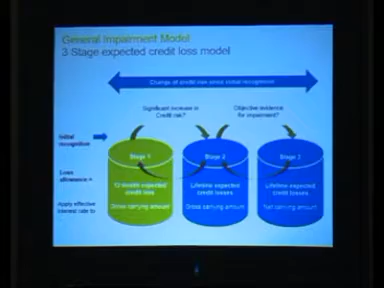 General Impairment Model
3 Stage expected credit loss model
Change of credit risk since initial recognition
Significant increase in
Credit risk?
Objective evidence
for impairment?
Initial
recognition
Stage 1
Stage 2
Stage 3
Loss
allowance =
12-month expected
credit loss
Lifetime expected
credit losses
Lifetime expected
credit losses
Apply effective
interest rate to
Gross carrying amount
Gross carrying amount
Net carrying amount